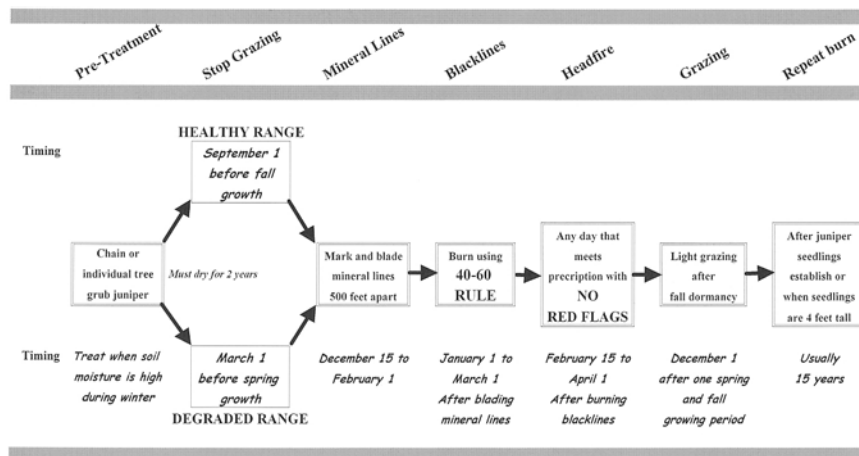 Pre-Treatment
Stop Grazing
Mineral Lines
Blacklines
Headfire
Grazing
Repeat burn
Timing
HEALTHY RANGE
September 1
before fall
growth
Chain or
individual tree
grub juniper
Must dry for 2 years
Mark and blade
mineral lines
500 feet apart
Burn using
40-60
RULE
Any day that
meets
precription with
NO
RED FLAGS
Light grazing
after
fall dormancy
After juniper
seedlings
establish or
when seedlings
are 4 feet tall
Timing
Treat when soil
moisture is high
during winter
March 1
before spring
growth
DEGRADED RANGE
December 15 to
February 1
January 1 to
March 1
After blading
mineral lines
February 15 to
April 1
After burning
blacklines
December 1
after one spring
and fall
growing period
Usually
15 years